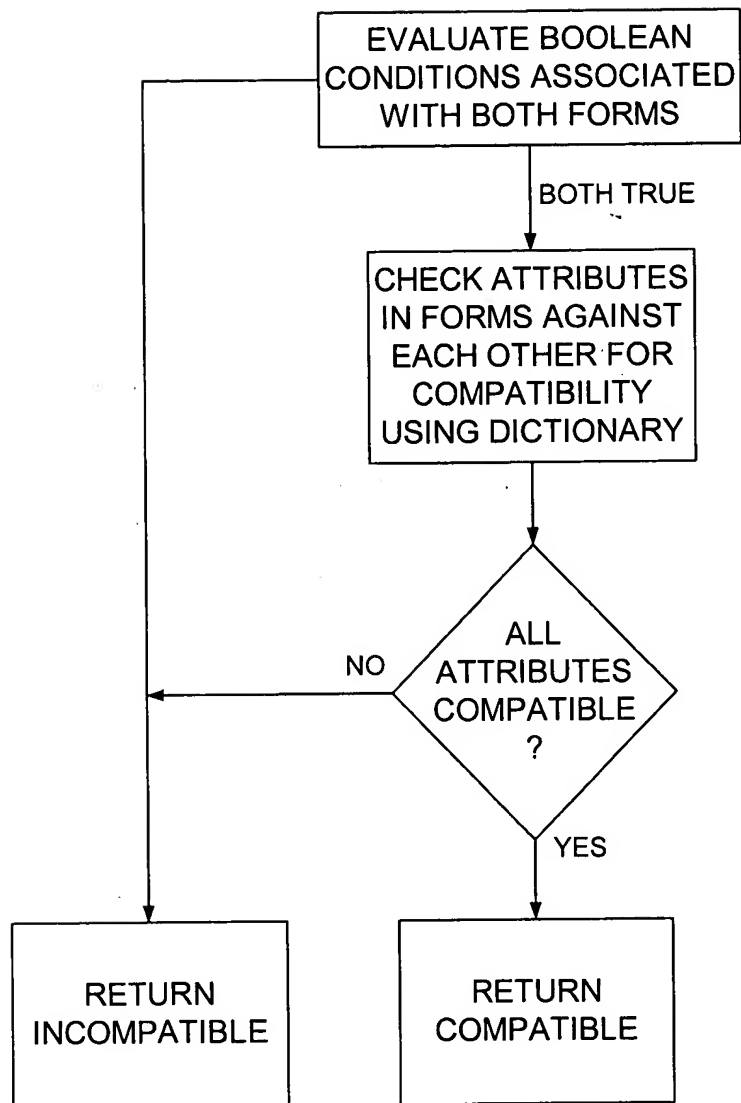 EVALUATE BOOLEAN
CONDITIONS ASSOCIATED
WITH BOTH FORMS
BOTH TRUE
CHECK ATTRIBUTES
IN FORMS AGAINST
EACH OTHER FOR
COMPATIBILITY
USING DICTIONARY
ALL
ATTRIBUTES
COMPATIBLE
?
NO
YES
RETURN
INCOMPATIBLE
RETURN
COMPATIBLE